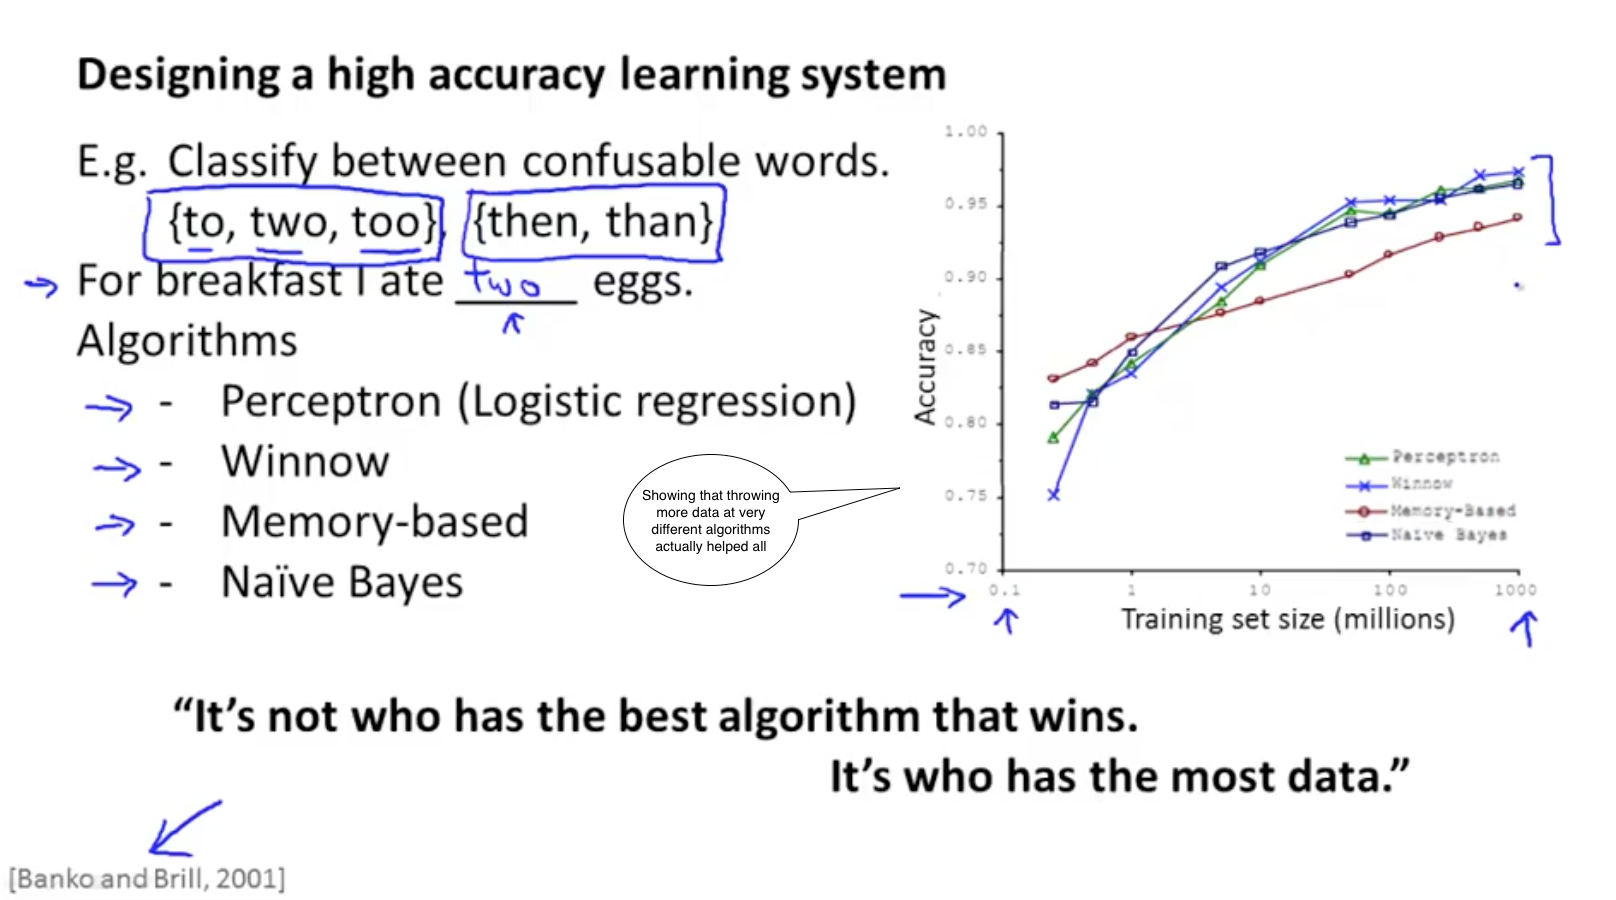 Designing a high accuracy learning system
E.g. Classify between confusable words.
{to, two, too}, {then, than}
For breakfast I ate two eggs.
Algorithms
- Perceptron (Logistic regression)
- Winnow
- Memory-based
- Naïve Bayes
Showing that throwing
more data at very
different algorithms
actually helped all
1.00
0.95
0.90
0.85
0.80
0.75
0.70
Accuracy
Perceptron
Winnow
Memory-Based
Naive Bayes
0.1 1 10 100 1000
Training set size (millions)
“It’s not who has the best algorithm that wins.
It’s who has the most data.”
[Banko and Brill, 2001]